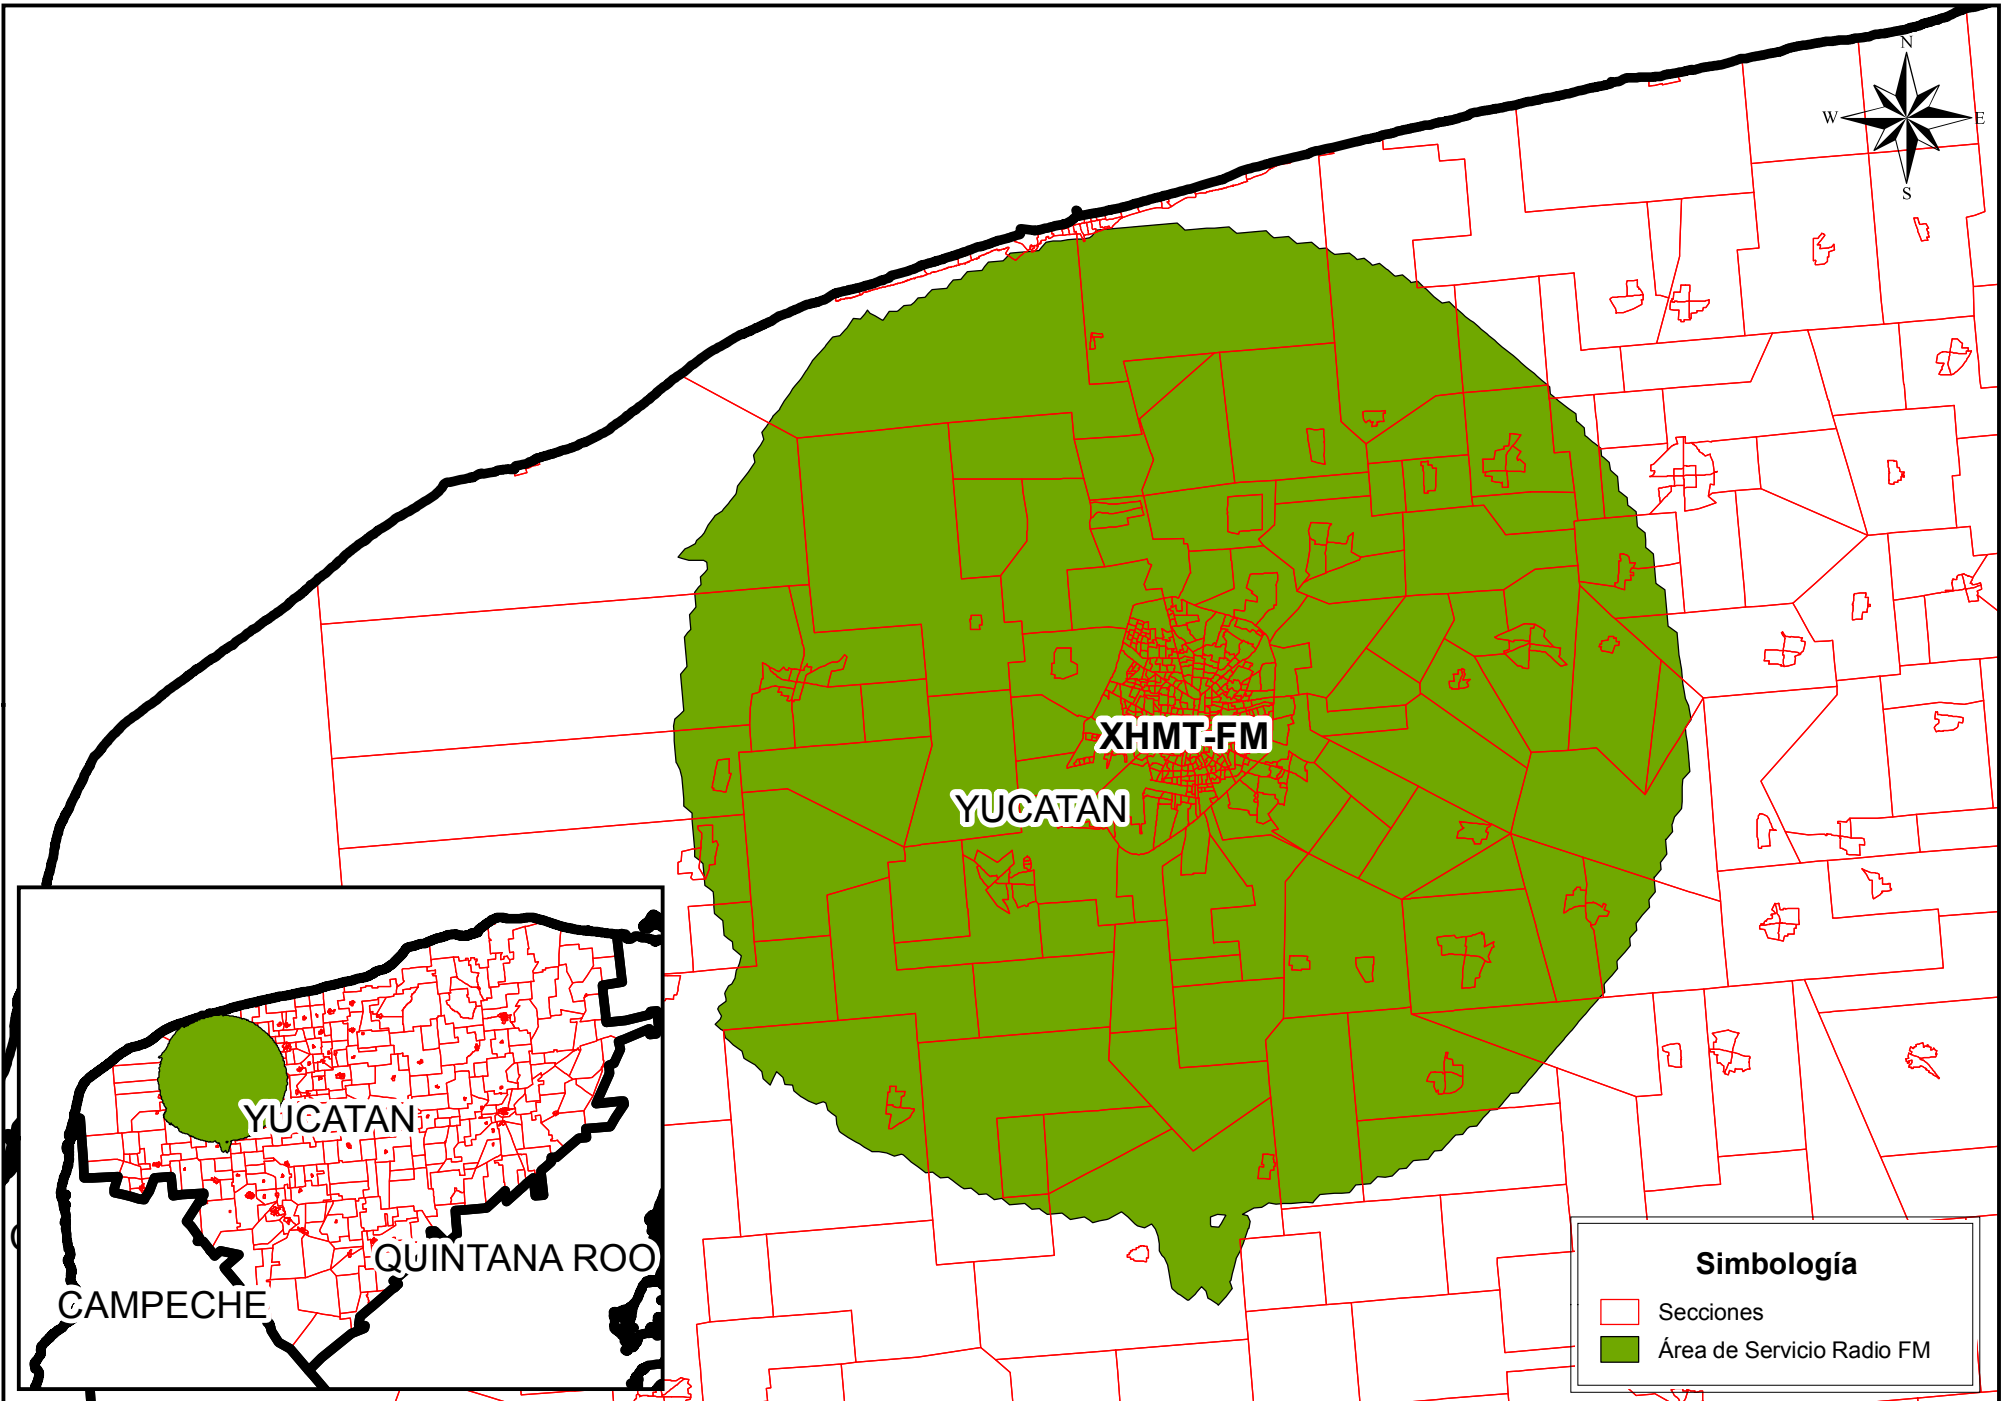 N
W
E
S
XHMT-FM
YUCATAN
YUCATAN
QUINTANA ROO
CAMPECHE
Simbología
Secciones
Área de Servicio Radio FM